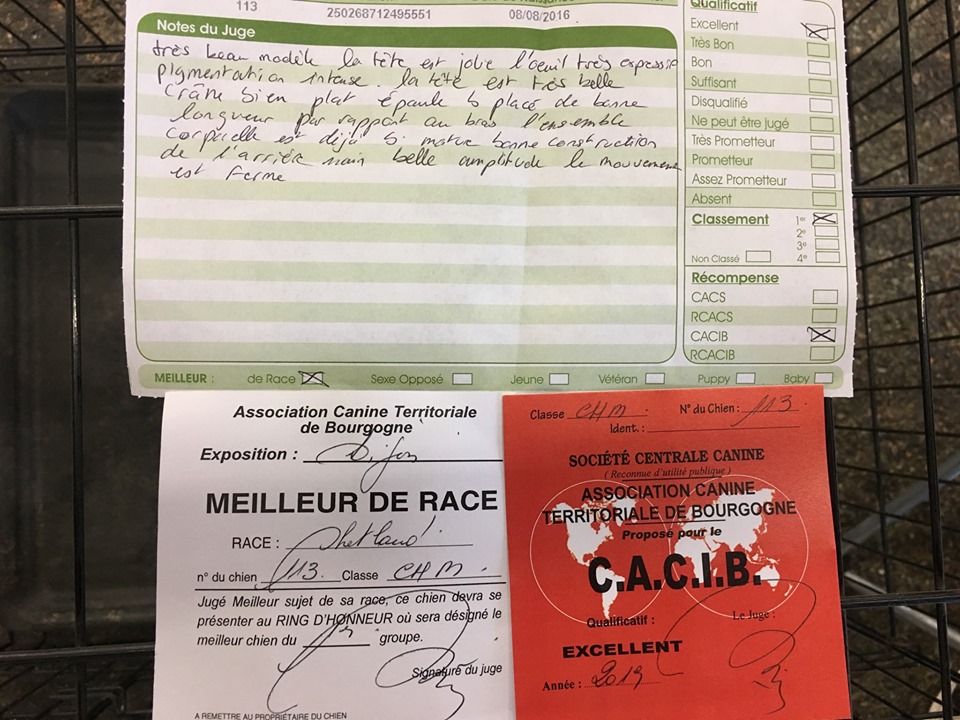 113
250268712495551
08/08/2016
Notes du Juge
très beau modèle la tête est jolie l'oeuil très expressif
pigmentation intense. la tête est très belle
crâne bien plat épaule b placé de bonne
longueur par rapport au bras l'ensemble
corporelle est déjà b mature bonne construction
de l'arrière main belle amplitude le mouvement
est ferme
Qualificatif
Excellent
Très Bon
Bon
Suffisant
Disqualifié
Ne peut être jugé
Très Prometteur
Prometteur
Assez Prometteur
Absent
Classement 1er
2e
3e
Non Classé 4e
Récompense
CACS
RCACS
CACIB
RCACIB
MEILLEUR : de Race Sexe Opposé Jeune Vétéran Puppy Baby
Association Canine Territoriale
de Bourgogne
Exposition : Dijon
MEILLEUR DE RACE
RACE : Shetland
n° du chien 113 Classe CHM
Jugé Meilleur sujet de sa race, ce chien devra se
présenter au RING D'HONNEUR où sera désigné le
meilleur chien du groupe.
Signature du juge
A REMETTRE AU PROPRIÉTAIRE DU CHIEN
Classe CHM N° du Chien : 113
Ident. :
SOCIÉTÉ CENTRALE CANINE
( Reconnue d'utilité publique )
ASSOCIATION CANINE
TERRITORIALE DE BOURGOGNE
Proposé pour le
C.A.C.I.B.
Qualificatif : Le Juge :
EXCELLENT
Année : 2019